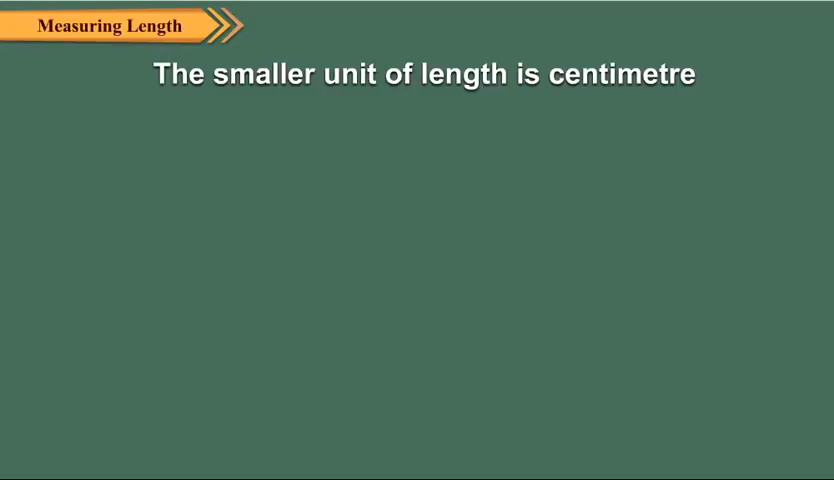 Measuring Length
The smaller unit of length is centimetre